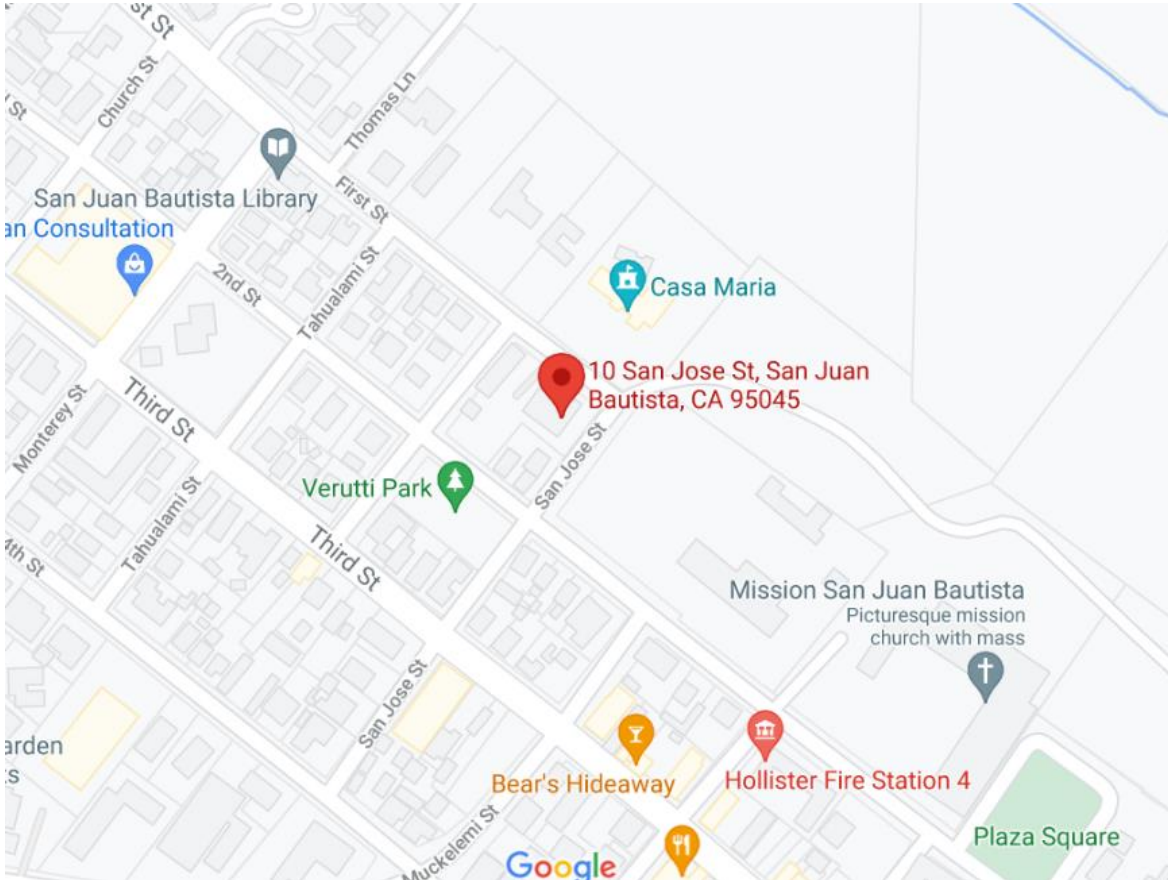 st St
Church St
St
Thomas Ln
San Juan Bautista Library
First St
an Consultation
2nd St
Tahualami St
Casa Maria
10 San Jose St, San Juan
Bautista, CA 95045
Monterey St
Third St
San Jose St
Verutti Park
Tahualami St
Third St
4th St
Mission San Juan Bautista
Picturesque mission
church with mass
San Jose St
arden
s
Bear's Hideaway
Hollister Fire Station 4
Muckelemi St
Plaza Square
Google